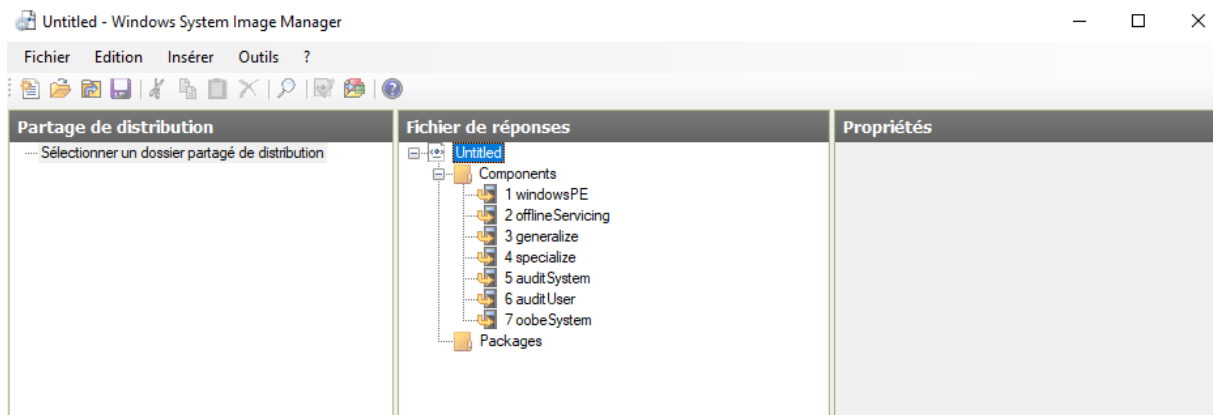 Untitled - Windows System Image Manager
Fichier Edition Insérer Outils ?
Partage de distribution
Sélectionner un dossier partagé de distribution
Fichier de réponses
Untitled
Components
1 windowsPE
2 offlineServicing
3 generalize
4 specialize
5 auditSystem
6 auditUser
7 oobeSystem
Packages
Propriétés